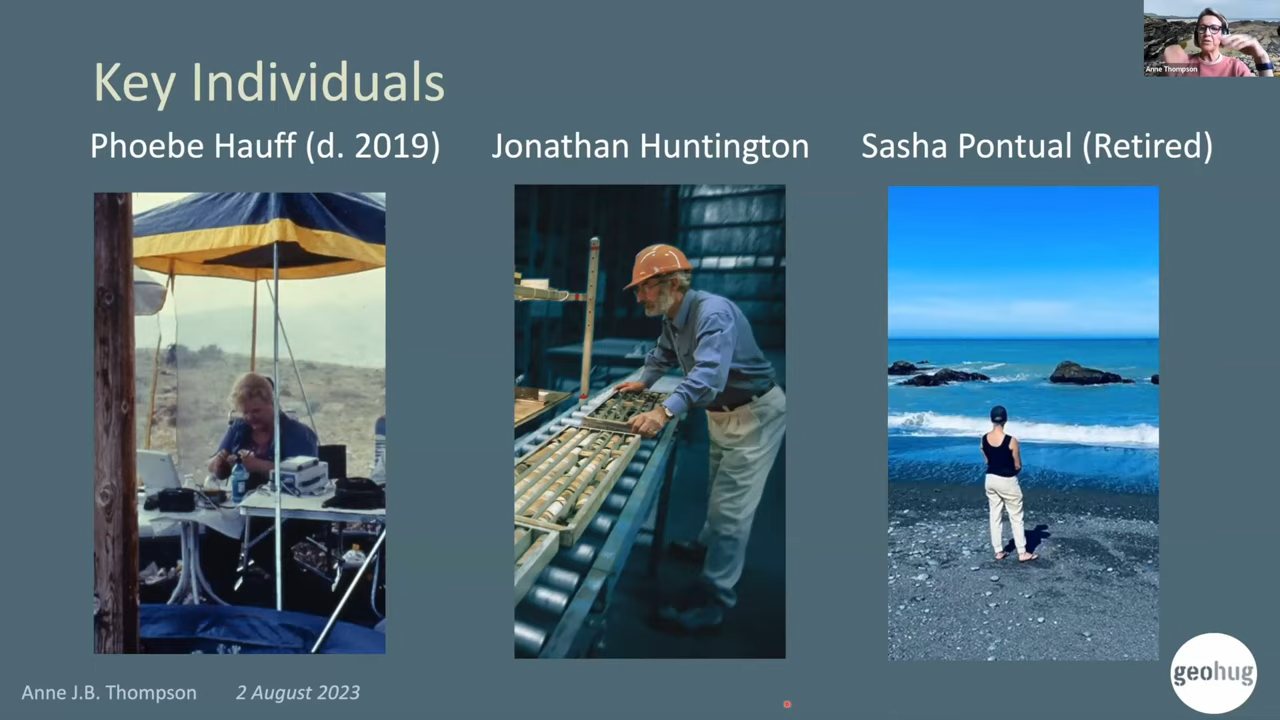 Anne Thompson
Key Individuals
Phoebe Hauff (d. 2019)
Jonathan Huntington
Sasha Pontual (Retired)
Anne J.B. Thompson
2 August 2023
geohug